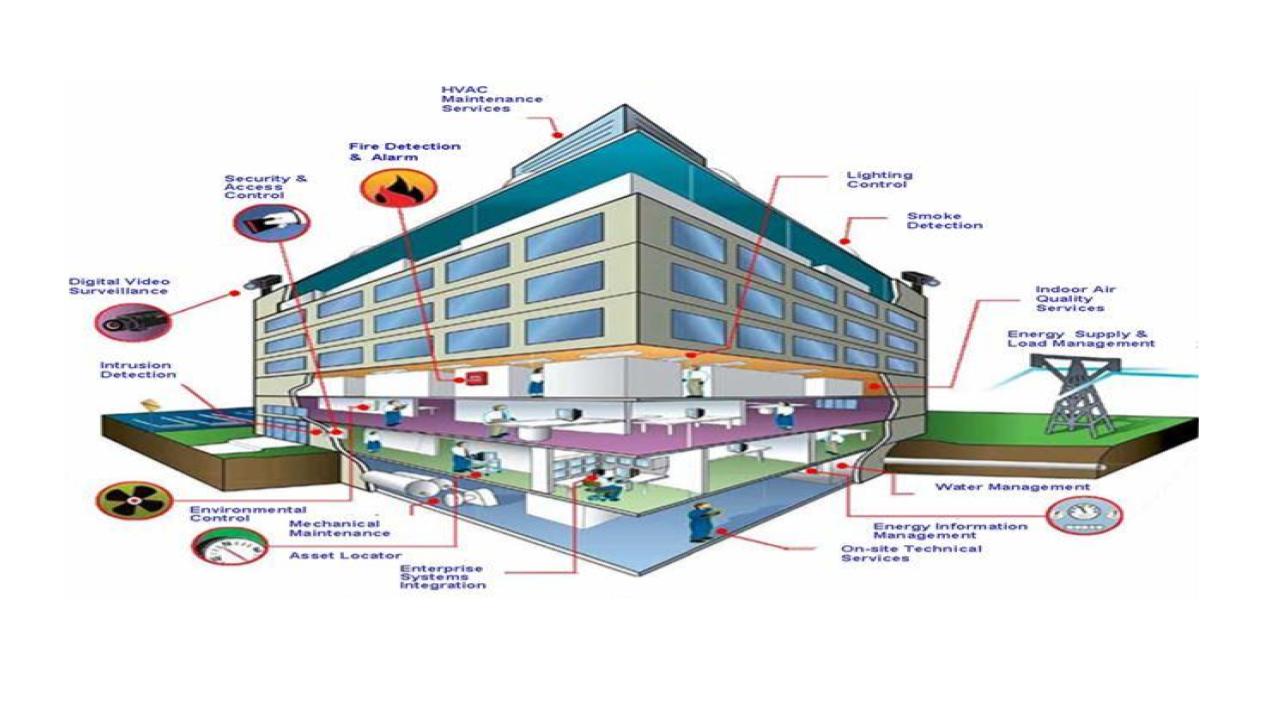 HVAC
Maintenance
Services
Fire Detection
& Alarm
Security &
Access
Control
Lighting
Control
Smoke
Detection
Digital Video
Surveillance
Indoor Air
Quality
Services
Energy Supply &
Load Management
Intrusion
Detection
Water Management
Environmental
Control
Mechanical
Maintenance
Energy Information
Management
Asset Locator
On-site Technical
Services
Enterprise
Systems
Integration